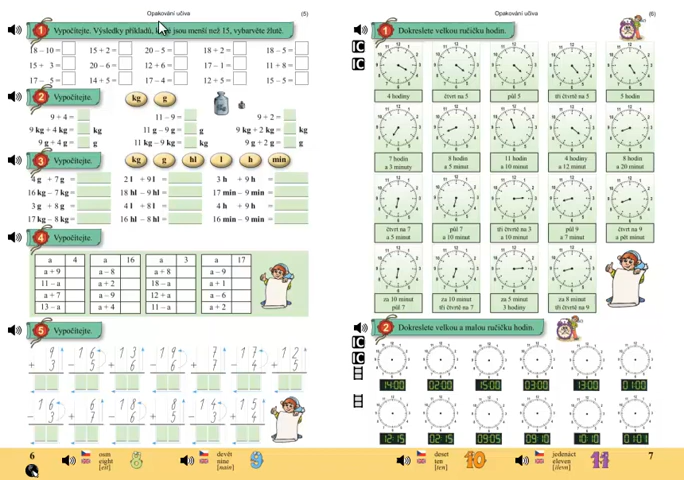 Opakování učiva
(5)
1 Vypočítejte. Výsledky příkladů, jsou menší než 15, vybarvěte žlutě.
18 – 10 = 15 + 2 = 20 – 5 = 18 + 2 = 18 – 5 =
15 + 3 = 20 – 6 = 12 + 6 = 17 – 1 = 11 + 8 =
17 – 5 = 14 + 5 = 17 – 4 = 12 + 5 = 15 – 5 =
2 Vypočítejte. kg g
9 + 4 = 11 – 9 = 9 + 2 =
9 kg + 4 kg = kg 11 g – 9 g = g 9 kg + 2 kg = kg
9 g + 4 g = g 11 kg – 9 kg = kg 9 g + 2 g = g
3 Vypočítejte. kg g hl l h min
4 g + 7 g = 2 l + 9 l = 3 h + 9 h =
16 kg – 7 kg = 18 hl – 9 hl = 17 min – 9 min =
3 g + 8 g = 4 l + 8 l = 4 h + 9 h =
17 kg – 8 kg = 16 hl – 8 hl = 16 min – 9 min =
4 Vypočítejte.
a 4 a 16 a 3 a 17
a + 9 a – 8 a + 8 a – 9
11 – a a + 2 18 – a a + 1
a + 7 a – 9 12 + a a – 6
13 – a a + 4 11 – a a + 2
5 Vypočítejte.
6
osm
eight
[eit]
8
devět
nine
[nain]
9
Opakování učiva
(6)
1 Dokreslete velkou ručičku hodin.
4 hodiny čtvrt na 5 půl 5 tři čtvrtě na 5 5 hodin
7 hodin 8 hodin 11 hodin 4 hodiny 8 hodin
a 3 minuty a 5 minut a 10 minut a 12 minut a 20 minut
čtvrt na 7 půl 7 tři čtvrtě na 3 půl 9 čtvrt na 9
a 5 minut a 10 minut a 10 minut a 7 minut a pět minut
za 10 minut za 10 minut za 5 minut za 8 minut
půl 7 tři čtvrtě na 7 3 hodiny tři čtvrtě na 9
2 Dokreslete velkou a malou ručičku hodin.
14:00 02:00 15:00 03:00 13:00 01:00
12:15 02:15 09:05 09:10 10:10 01:01
deset
ten
[ten]
10
jedenáct
eleven
[ilevn]
11
7